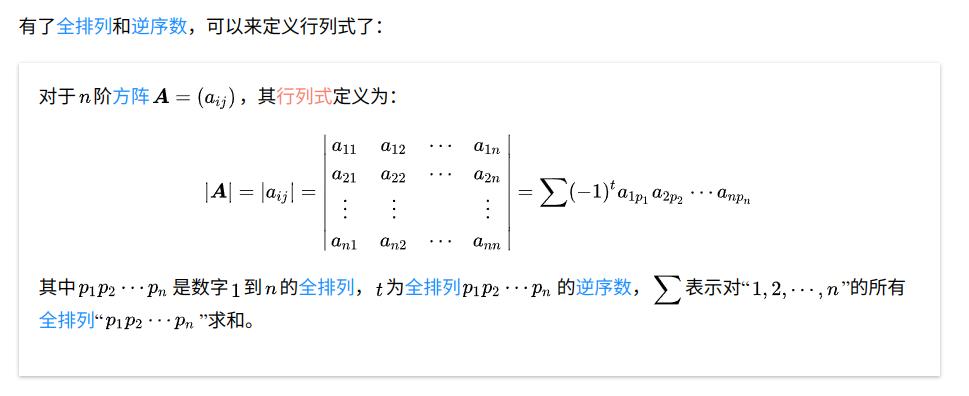 有了全排列和逆序数，可以来定义行列式了：
对于 n 阶方阵 A = (a_{ij})，其行列式定义为：
|A| = |a_{ij}| = \begin{vmatrix} a_{11} & a_{12} & \cdots & a_{1n} \\ a_{21} & a_{22} & \cdots & a_{2n} \\ \vdots & \vdots & & \vdots \\ a_{n1} & a_{n2} & \cdots & a_{nn} \end{vmatrix} = \sum (-1)^t a_{1p_1} a_{2p_2} \cdots a_{np_n}
其中 p_1p_2 \cdots p_n 是数字 1 到 n 的全排列，t 为全排列 p_1p_2 \cdots p_n 的逆序数，\sum 表示对“1, 2, \cdots, n”的所有
全排列“p_1p_2 \cdots p_n ”求和。